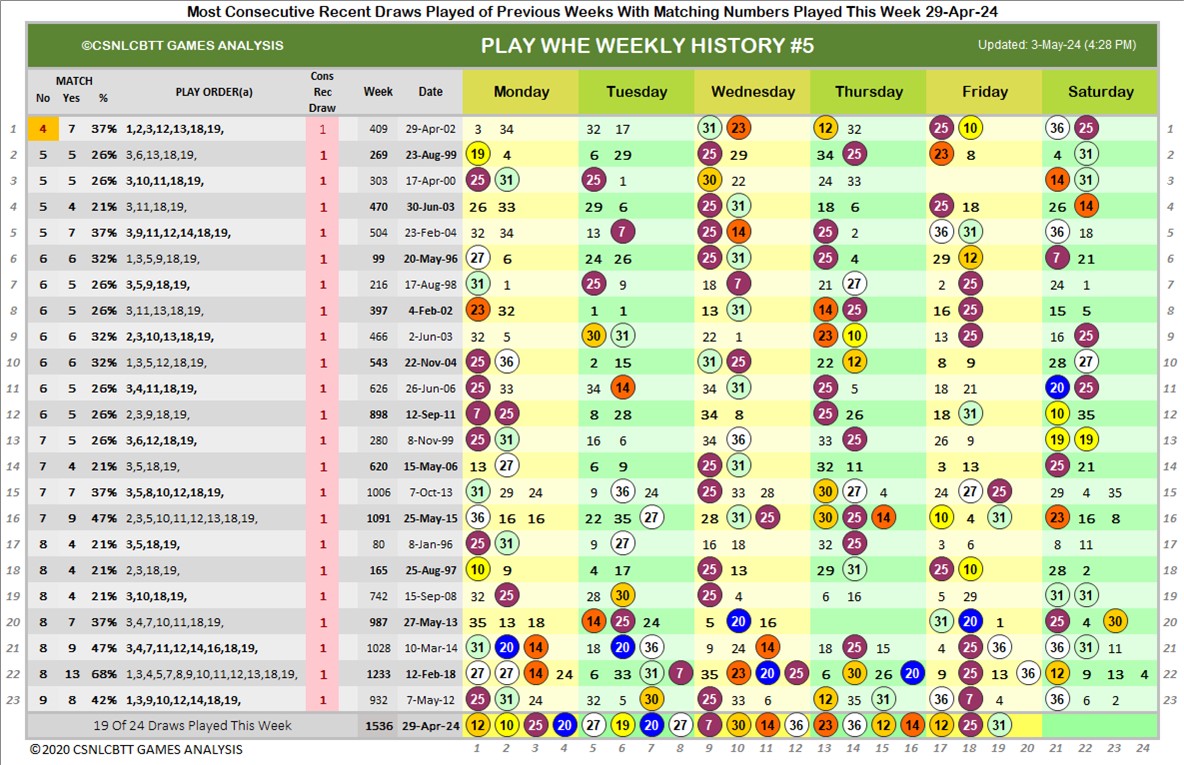 Most Consecutive Recent Draws Played of Previous Weeks With Matching Numbers Played This Week 29-Apr-24
©CSNLCBTT GAMES ANALYSIS PLAY WHE WEEKLY HISTORY #5 Updated: 3-May-24 (4:28 PM)
MATCH Cons
No Yes % PLAY ORDER(a) Rec Week Date Monday Tuesday Wednesday Thursday Friday Saturday
Draw
1 4 7 37% 1,2,3,12,13,18,19, 1 409 29-Apr-02 3 34 32 17 31 23 12 32 25 10 36 25 1
2 5 5 26% 3,6,13,18,19, 1 269 23-Aug-99 19 4 6 29 25 29 34 25 23 8 4 31 2
3 5 5 26% 3,10,11,18,19, 1 303 17-Apr-00 25 31 25 1 30 22 24 33 14 31 3
4 5 4 21% 3,11,18,19, 1 470 30-Jun-03 26 33 29 6 25 31 18 6 25 18 26 14 4
5 5 7 37% 3,9,11,12,14,18,19, 1 504 23-Feb-04 32 34 13 7 25 14 25 2 36 31 36 18 5
6 6 6 32% 1,3,5,9,18,19, 1 99 20-May-96 27 6 24 26 25 31 25 4 29 12 7 21 6
7 6 5 26% 3,5,9,18,19, 1 216 17-Aug-98 31 1 25 9 18 7 21 27 2 25 24 1 7
8 6 5 26% 3,11,13,18,19, 1 397 4-Feb-02 23 32 1 1 13 31 14 25 16 25 15 5 8
9 6 6 32% 2,3,10,13,18,19, 1 466 2-Jun-03 32 5 30 31 22 1 23 10 13 25 16 25 9
10 6 6 32% 1,3,5,12,18,19, 1 543 22-Nov-04 25 36 2 15 31 25 22 12 8 9 28 27 10
11 6 5 26% 3,4,11,18,19, 1 626 26-Jun-06 25 33 34 14 34 31 25 5 18 21 20 25 11
12 6 5 26% 2,3,9,18,19, 1 898 12-Sep-11 7 25 8 28 34 8 25 26 18 31 10 35 12
13 7 5 26% 3,6,12,18,19, 1 280 8-Nov-99 25 31 16 6 34 36 33 25 26 9 19 19 13
14 7 4 21% 3,5,18,19, 1 620 15-May-06 13 27 6 9 25 31 32 11 3 13 25 21 14
15 7 7 37% 3,5,8,10,12,18,19, 1 1006 7-Oct-13 31 29 24 9 36 24 25 33 28 30 27 4 24 27 25 29 4 35 15
16 7 9 47% 2,3,5,10,11,12,13,18,19, 1 1091 25-May-15 36 16 16 22 35 27 28 31 25 30 25 14 10 4 31 23 16 8 16
17 8 4 21% 3,5,18,19, 1 80 8-Jan-96 25 31 9 27 16 18 32 25 3 6 8 11 17
18 8 4 21% 2,3,18,19, 1 165 25-Aug-97 10 9 4 17 25 13 29 31 25 10 28 2 18
19 8 4 21% 3,10,18,19, 1 742 15-Sep-08 32 25 28 30 25 4 6 16 5 29 31 31 19
20 8 7 37% 3,4,7,10,11,18,19, 1 987 27-May-13 35 13 18 14 25 24 5 20 16 31 20 1 25 4 30 20
21 8 9 47% 3,4,7,11,12,14,16,18,19, 1 1028 10-Mar-14 31 20 14 18 20 36 9 24 14 18 25 15 4 25 36 36 31 11 21
22 8 13 68% 1,3,4,5,7,8,9,10,11,12,13,16,18,19, 1 1233 12-Feb-18 27 27 14 24 6 33 31 7 35 23 20 25 6 30 26 20 9 25 13 36 12 9 13 4 22
23 9 8 42% 1,3,9,10,12,14,18,19, 1 932 7-May-12 25 31 24 7 32 30 25 33 6 12 35 31 36 7 4 36 6 2 23
19 Of 24 Draws Played This Week 1536 29-Apr-24 12 10 25 20 27 19 20 27 7 30 14 36 23 36 12 14 12 25 31
© 2020 CSNLCBTT GAMES ANALYSIS 1 2 3 4 5 6 7 8 9 10 11 12 13 14 15 16 17 18 19 20 21 22 23 24